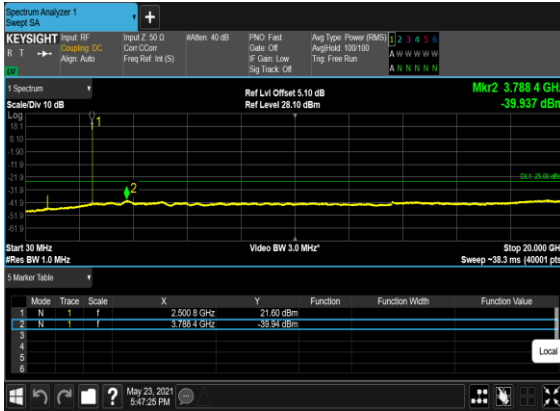 Spectrum Analyzer 1
Swept SA
+
KEYSIGHT Input: RF Input Z: 50 Ω #Atten: 40 dB PNO: Fast Avg Type: Power (RMS) 1 2 3 4 5 6
R T Coupling: DC Corr CCorr Gate: Off Avg|Hold: 100/100 A W W W W W
Align: Auto Freq Ref: Int (S) IF Gain: Low Trig: Free Run
Sig Track: Off A N N N N N
1 Spectrum Ref Lvl Offset 5.10 dB Mkr2 3.788 4 GHz
Scale/Div 10 dB Ref Level 28.10 dBm -39.937 dBm
Log
18.1
8.10
-1.90
-11.9
-21.9
-31.9
-41.9
-51.9
-61.9
1
2
DL1 -25.00 dBm
Start 30 MHz Video BW 3.0 MHz* Stop 20.000 GHz
#Res BW 1.0 MHz Sweep ~38.3 ms (40001 pts)
5 Marker Table
Mode Trace Scale X Y Function Function Width Function Value
1 N 1 f 2.500 8 GHz 21.60 dBm
2 N 1 f 3.788 4 GHz -39.94 dBm
3
4
5
6
Local
? May 23, 2021
5:47:25 PM